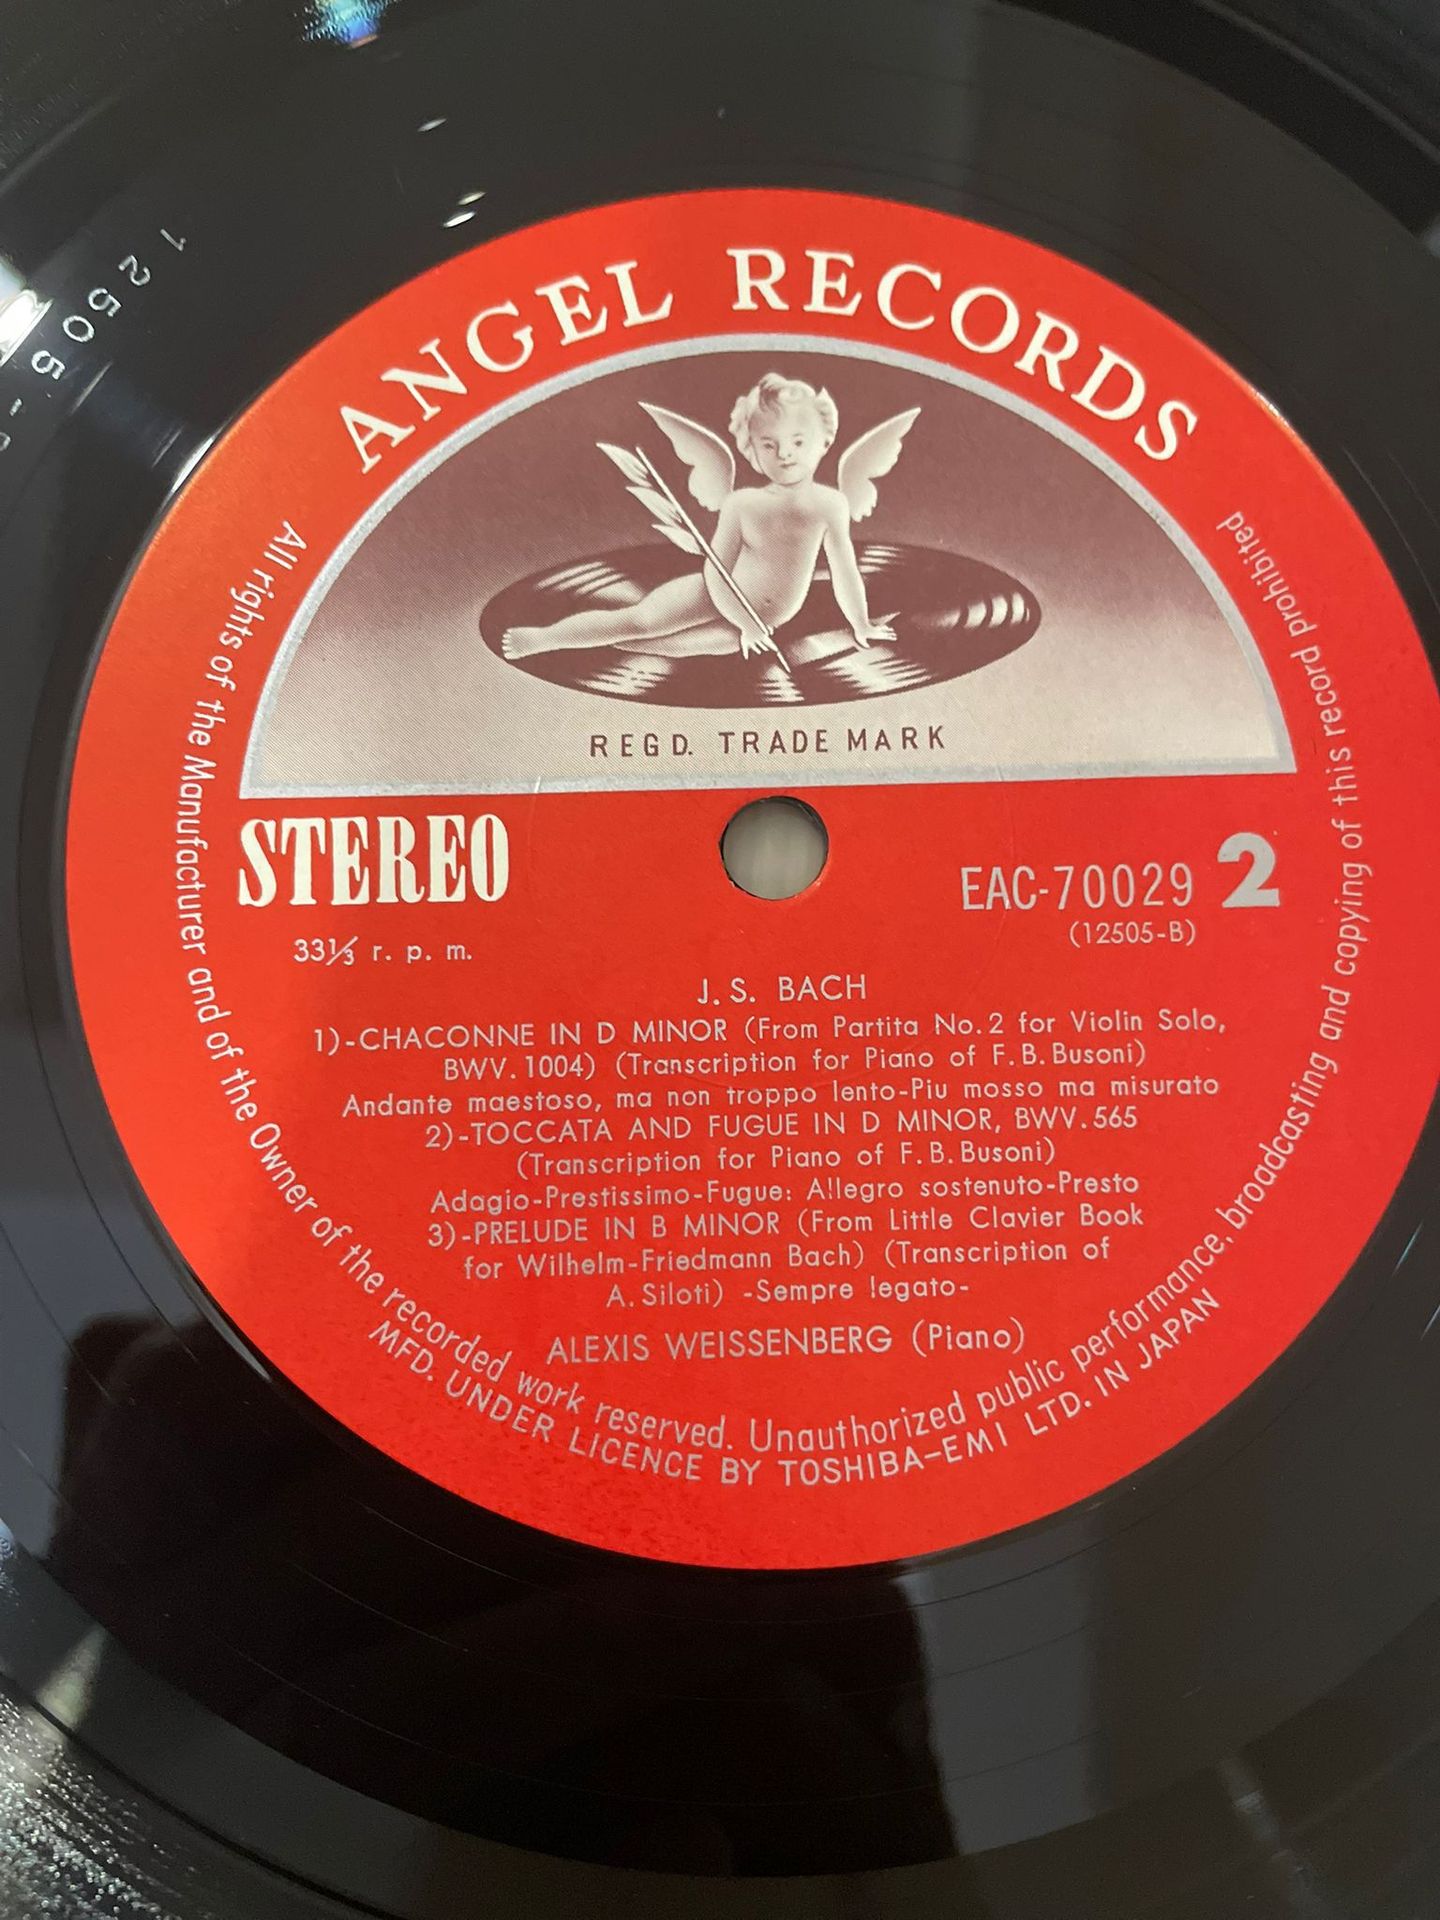 ANGEL RECORDS
REGD. TRADE MARK
STEREO
EAC-70029 2
33⅓ r. p. m.
(12505-B)
J. S. BACH
1)-CHACONNE IN D MINOR (From Partita No. 2 for Violin Solo,
BWV. 1004) (Transcription for Piano of F. B. Busoni)
Andante maestoso, ma non troppo lento-Piu mosso ma misurato
2)-TOCCATA AND FUGUE IN D MINOR, BWV. 565
(Transcription for Piano of F. B. Busoni)
Adagio-Prestissimo-Fugue: Allegro sostenuto-Presto
3)-PRELUDE IN B MINOR (From Little Clavier Book
for Wilhelm-Friedmann Bach) (Transcription of
A. Siloti) -Sempre legato-
ALEXIS WEISSENBERG (Piano)
All rights of the Manufacturer and of the Owner of the recorded work reserved. Unauthorized public performance, broadcasting and copying of this record prohibited
MFD. UNDER LICENCE BY TOSHIBA-EMI LTD. IN JAPAN
12505-